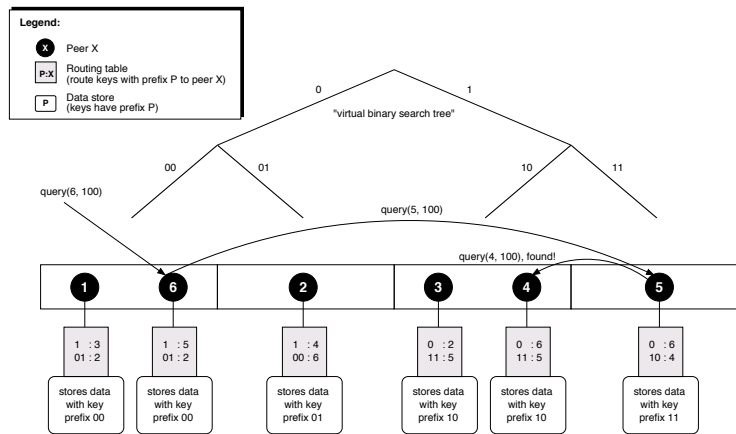 Legend:
X Peer X
P:X Routing table
(route keys with prefix P to peer X)
P Data store
(keys have prefix P)
0 1
"virtual binary search tree"
00 01 10 11
query(6, 100)
query(5, 100)
query(4, 100), found!
1 6 2 3 4 5
1 : 3 1 : 5 1 : 4 0 : 2 0 : 6 0 : 6
01 : 2 01 : 2 00 : 6 11 : 5 11 : 5 10 : 4
stores data stores data stores data stores data stores data stores data
with key with key with key with key with key with key
prefix 00 prefix 00 prefix 01 prefix 10 prefix 10 prefix 11